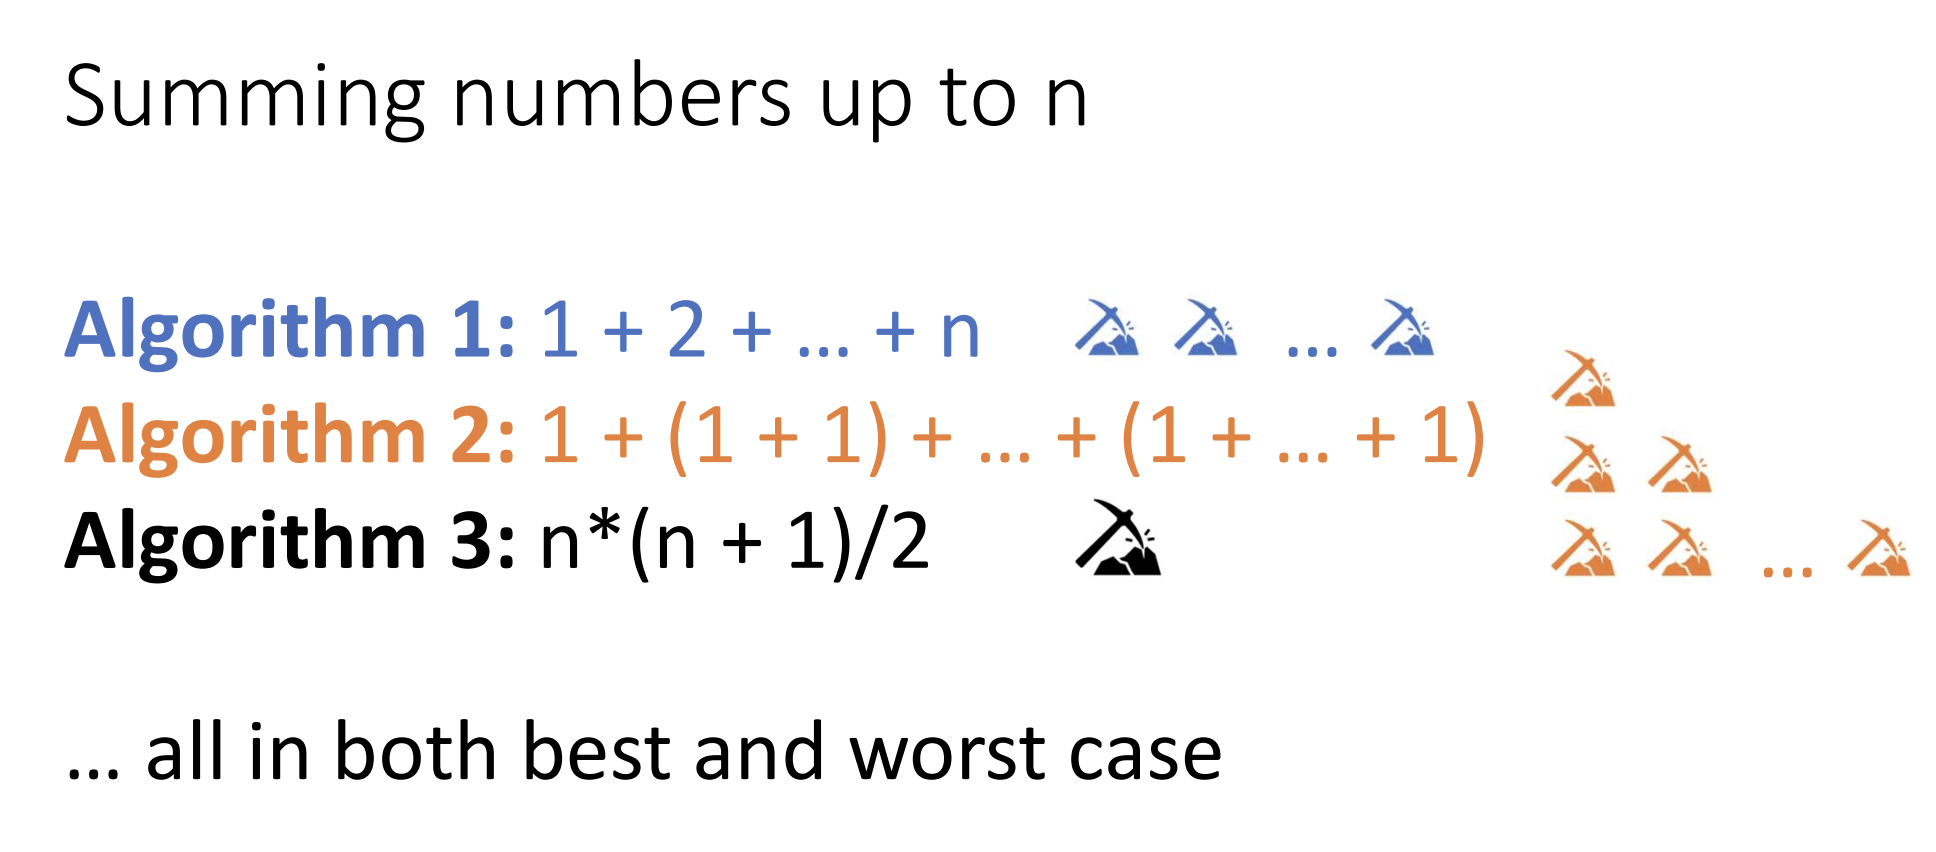 Summing numbers up to n
Algorithm 1: 1 + 2 + … + n …
Algorithm 2: 1 + (1 + 1) + … + (1 + … + 1)
Algorithm 3: n*(n + 1)/2 …
… all in both best and worst case